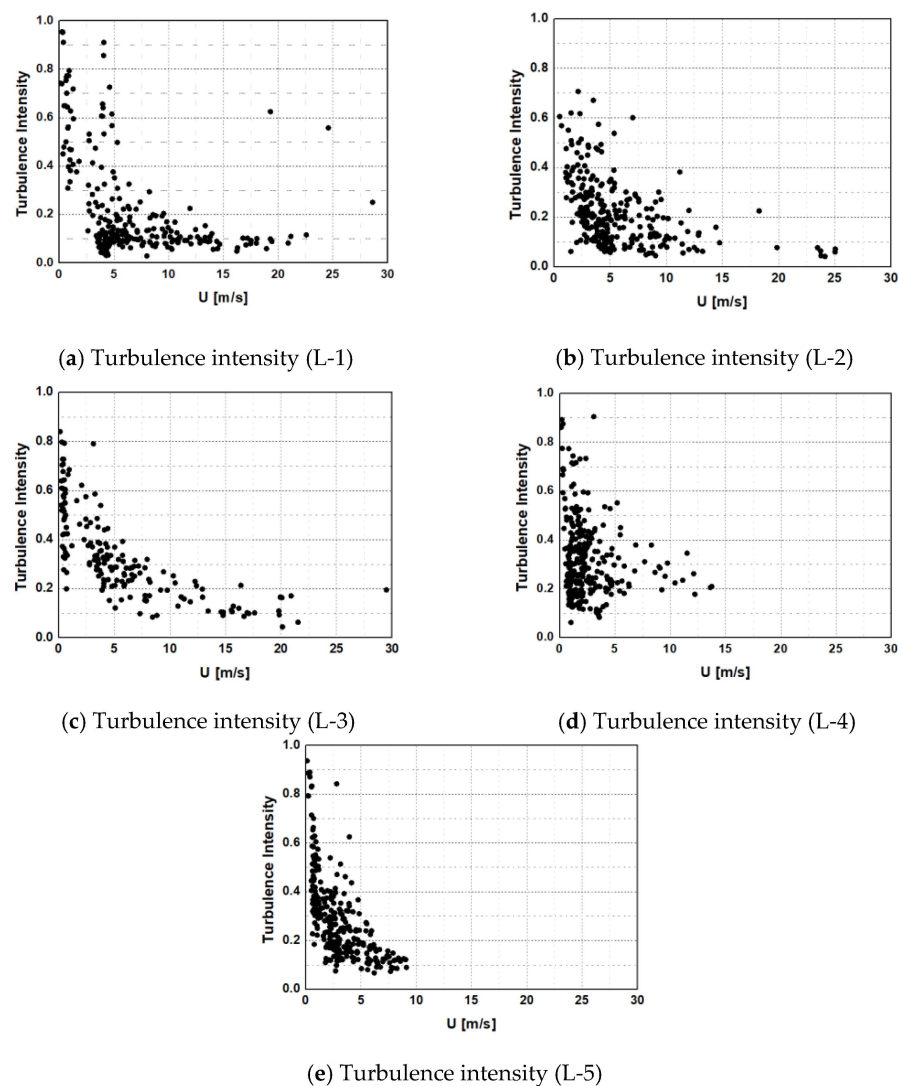 1.0
0.8
0.6
0.4
0.2
0.0
Turbulence Intensity
0 5 10 15 20 25 30
U [m/s]
(a) Turbulence intensity (L-1)
1.0
0.8
0.6
0.4
0.2
0.0
Turbulence Intensity
0 5 10 15 20 25 30
U [m/s]
(b) Turbulence intensity (L-2)
1.0
0.8
0.6
0.4
0.2
0.0
Turbulence Intensity
0 5 10 15 20 25 30
U [m/s]
(c) Turbulence intensity (L-3)
1.0
0.8
0.6
0.4
0.2
0.0
Turbulence Intensity
0 5 10 15 20 25 30
U [m/s]
(d) Turbulence intensity (L-4)
1.0
0.8
0.6
0.4
0.2
0.0
Turbulence Intensity
0 5 10 15 20 25 30
U [m/s]
(e) Turbulence intensity (L-5)